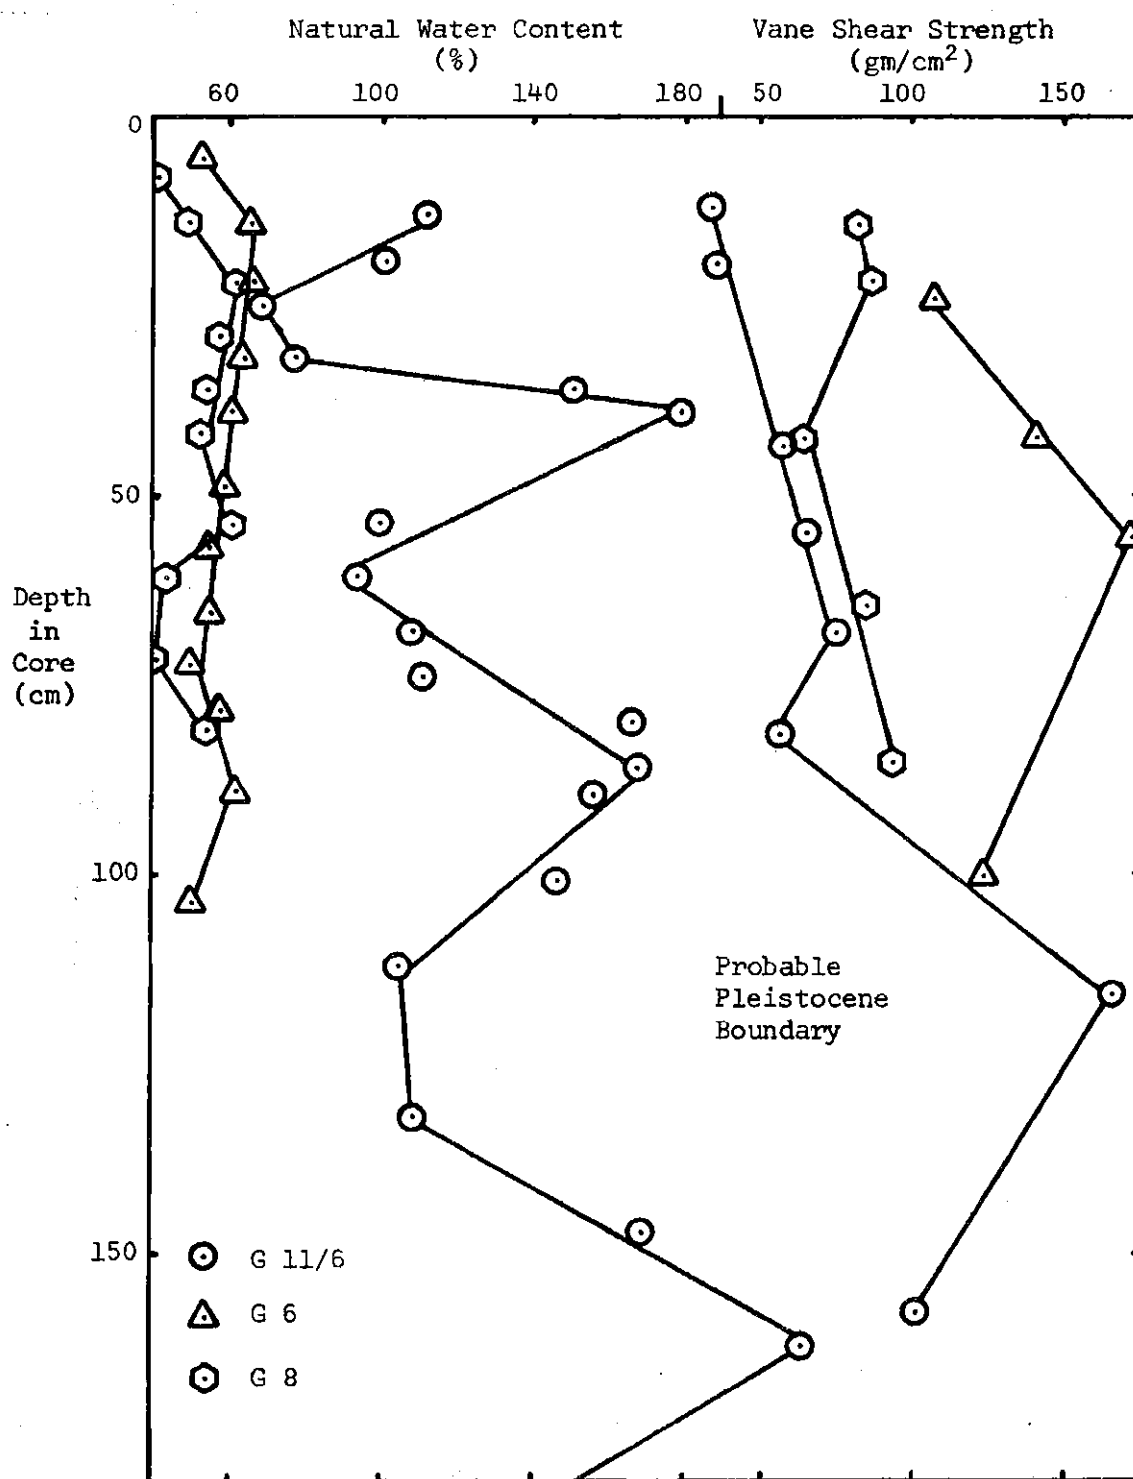 Natural Water Content
(%)
Vane Shear Strength
(gm/cm²)
60 100 140 180 50 100 150
0
50
Depth
in
Core
(cm)
100
Probable
Pleistocene
Boundary
150
G 11/6
G 6
G 8